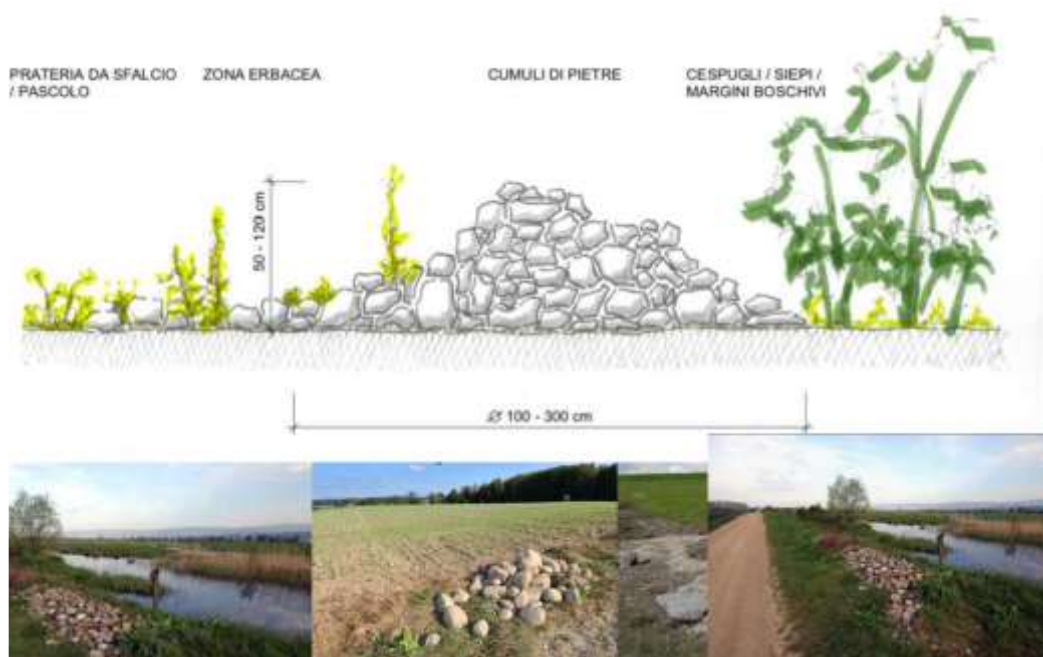 PRATERIA DA SFALCIO
/ PASCOLO
ZONA ERBACEA
CUMULI DI PIETRE
CESPUGLI / SIEPI /
MARGINI BOSCHIVI
50 - 120 cm
Ø 100 - 300 cm